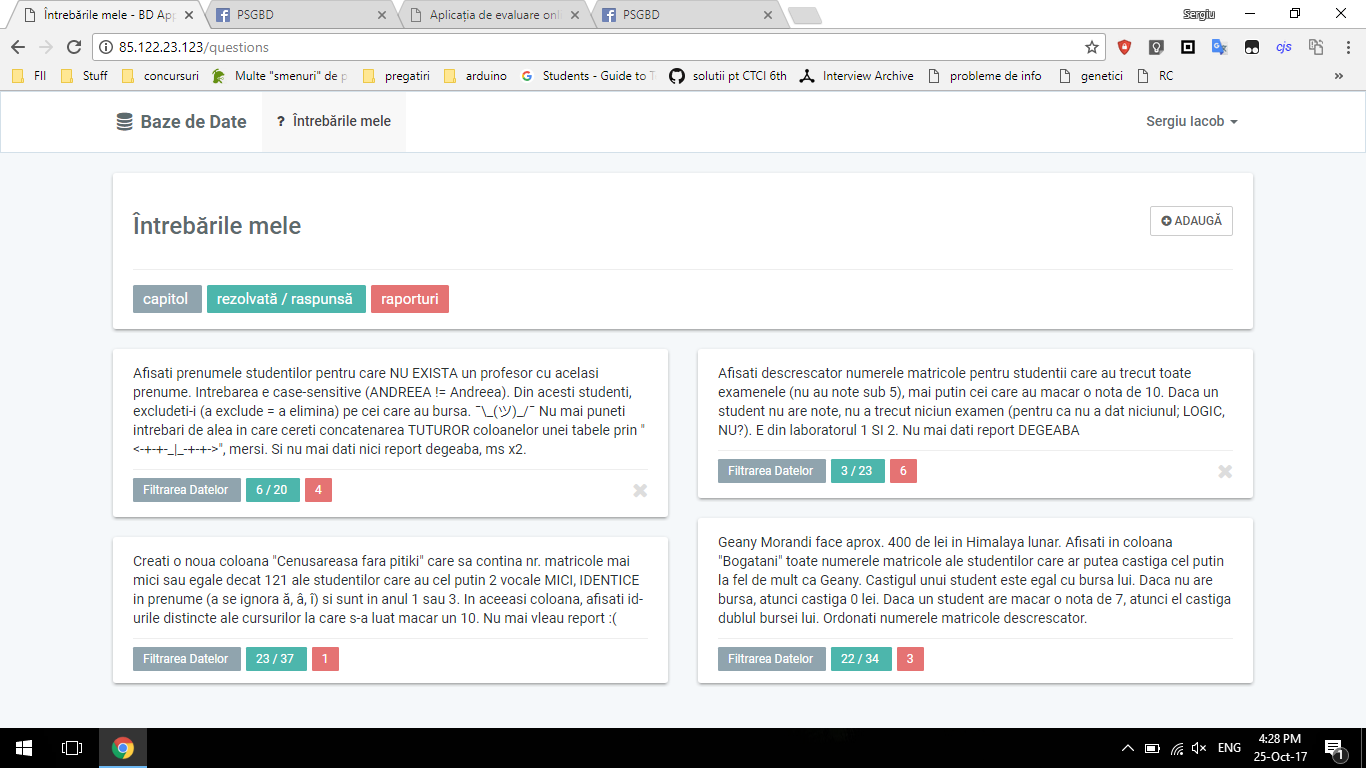 Întrebările mele - BD App
PSGBD
Aplicația de evaluare onl
PSGBD
Sergiu
85.122.23.123/questions
cjs
FII
Stuff
concursuri
Multe "smenuri" de p
pregatiri
arduino
Students - Guide to T
solutii pt CTCI 6th
Interview Archive
probleme de info
genetici
RC
»
Baze de Date
? Întrebările mele
Sergiu Iacob
Întrebările mele
ADAUGĂ
capitol
rezolvată / raspunsă
raporturi
Afisati prenumele studentilor pentru care NU EXISTA un profesor cu acelasi
prenume. Intrebarea e case-sensitive (ANDREEA != Andreea). Din acesti studenti,
excludeti-i (a exclude = a elimina) pe cei care au bursa. ¯\_(ツ)_/¯ Nu mai puneti
intrebari de alea in care cereti concatenarea TUTUROR coloanelor unei tabele prin "
<-+-+-_|_-+-+->", mersi. Si nu mai dati nici report degeaba, ms x2.
Filtrarea Datelor
6 / 20
4
Afisati descrescator numerele matricole pentru studentii care au trecut toate
examenele (nu au note sub 5), mai putin cei care au macar o nota de 10. Daca un
student nu are note, nu a trecut niciun examen (pentru ca nu a dat niciunul; LOGIC,
NU?). E din laboratorul 1 SI 2. Nu mai dati report DEGEABA
Filtrarea Datelor
3 / 23
6
Creati o noua coloana "Cenusareasa fara pitiki" care sa contina nr. matricole mai
mici sau egale decat 121 ale studentilor care au cel putin 2 vocale MICI, IDENTICE
in prenume (a se ignora ă, â, î) si sunt in anul 1 sau 3. In aceeasi coloana, afisati id-
urile distincte ale cursurilor la care s-a luat macar un 10. Nu mai vleau report :(
Filtrarea Datelor
23 / 37
1
Geany Morandi face aprox. 400 de lei in Himalaya lunar. Afisati in coloana
"Bogatani" toate numerele matricole ale studentilor care ar putea castiga cel putin
la fel de mult ca Geany. Castigul unui student este egal cu bursa lui. Daca nu are
bursa, atunci castiga 0 lei. Daca un student are macar o nota de 7, atunci el castiga
dublul bursei lui. Ordonati numerele matricole descrescator.
Filtrarea Datelor
22 / 34
3
ENG
4:28 PM
25-Oct-17
1